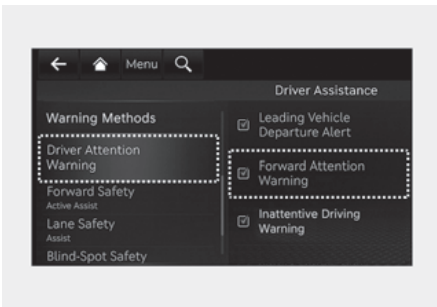 Menu
Driver Assistance
Warning Methods
Driver Attention
Warning
Forward Safety
Active Assist
Lane Safety
Assist
Blind-Spot Safety
Leading Vehicle
Departure Alert
Forward Attention
Warning
Inattentive Driving
Warning